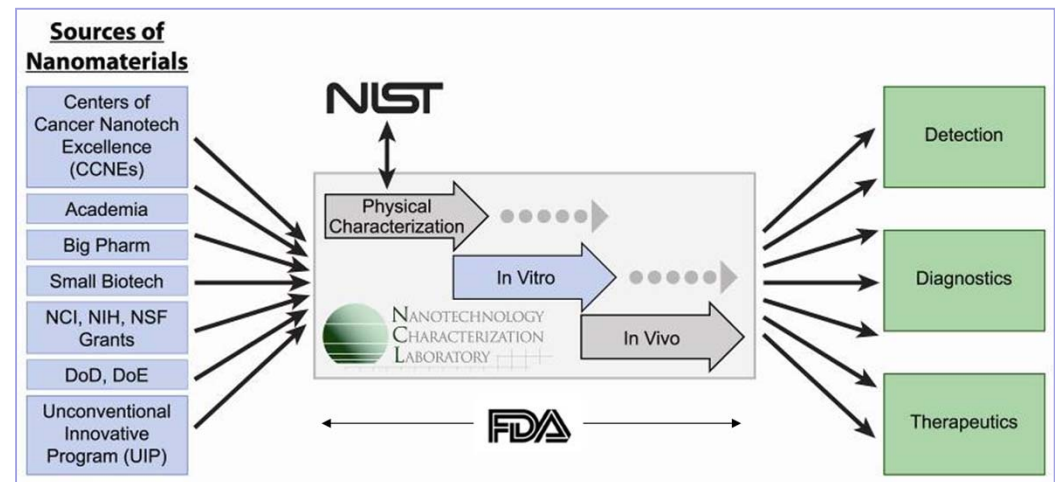 Sources of
Nanomaterials
Centers of
Cancer Nanotech
Excellence
(CCNEs)
Academia
Big Pharm
Small Biotech
NCI, NIH, NSF
Grants
DoD, DoE
Unconventional
Innovative
Program (UIP)
NIST
Physical
Characterization
In Vitro
In Vivo
NANOTECHNOLOGY
CHARACTERIZATION
LABORATORY
FDA
Detection
Diagnostics
Therapeutics